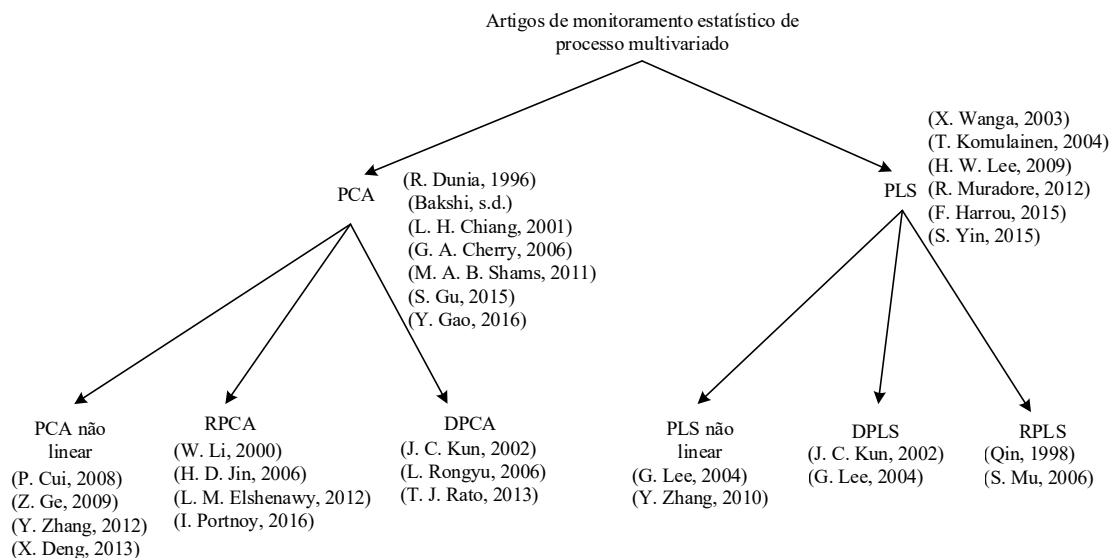 Artigos de monitoramento estatístico de
processo multivariado
PCA
(R. Dunia, 1996)
(Bakshi, s.d.)
(L. H. Chiang, 2001)
(G. A. Cherry, 2006)
(M. A. B. Shams, 2011)
(S. Gu, 2015)
(Y. Gao, 2016)
PLS
(X. Wanga, 2003)
(T. Komulainen, 2004)
(H. W. Lee, 2009)
(R. Muradore, 2012)
(F. Harrou, 2015)
(S. Yin, 2015)
PCA não
linear
(P. Cui, 2008)
(Z. Ge, 2009)
(Y. Zhang, 2012)
(X. Deng, 2013)
RPCA
(W. Li, 2000)
(H. D. Jin, 2006)
(L. M. Elshenawy, 2012)
(I. Portnoy, 2016)
DPCA
(J. C. Kun, 2002)
(L. Rongyu, 2006)
(T. J. Rato, 2013)
PLS não
linear
(G. Lee, 2004)
(Y. Zhang, 2010)
DPLS
(J. C. Kun, 2002)
(G. Lee, 2004)
RPLS
(Qin, 1998)
(S. Mu, 2006)